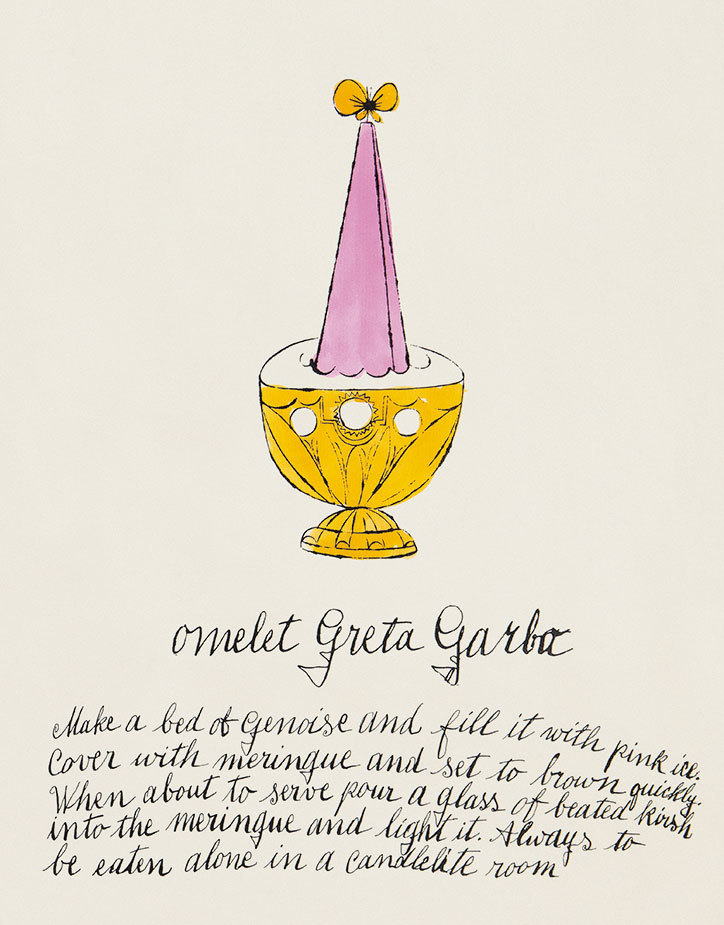 omelet Greta Garbo
Make a bed of Genoise and fill it with pink ice.
Cover with meringue and set to brown quickly.
When about to serve pour a glass of beated Kirsh
into the meringue and light it. Always to
be eaten alone in a candlelite room